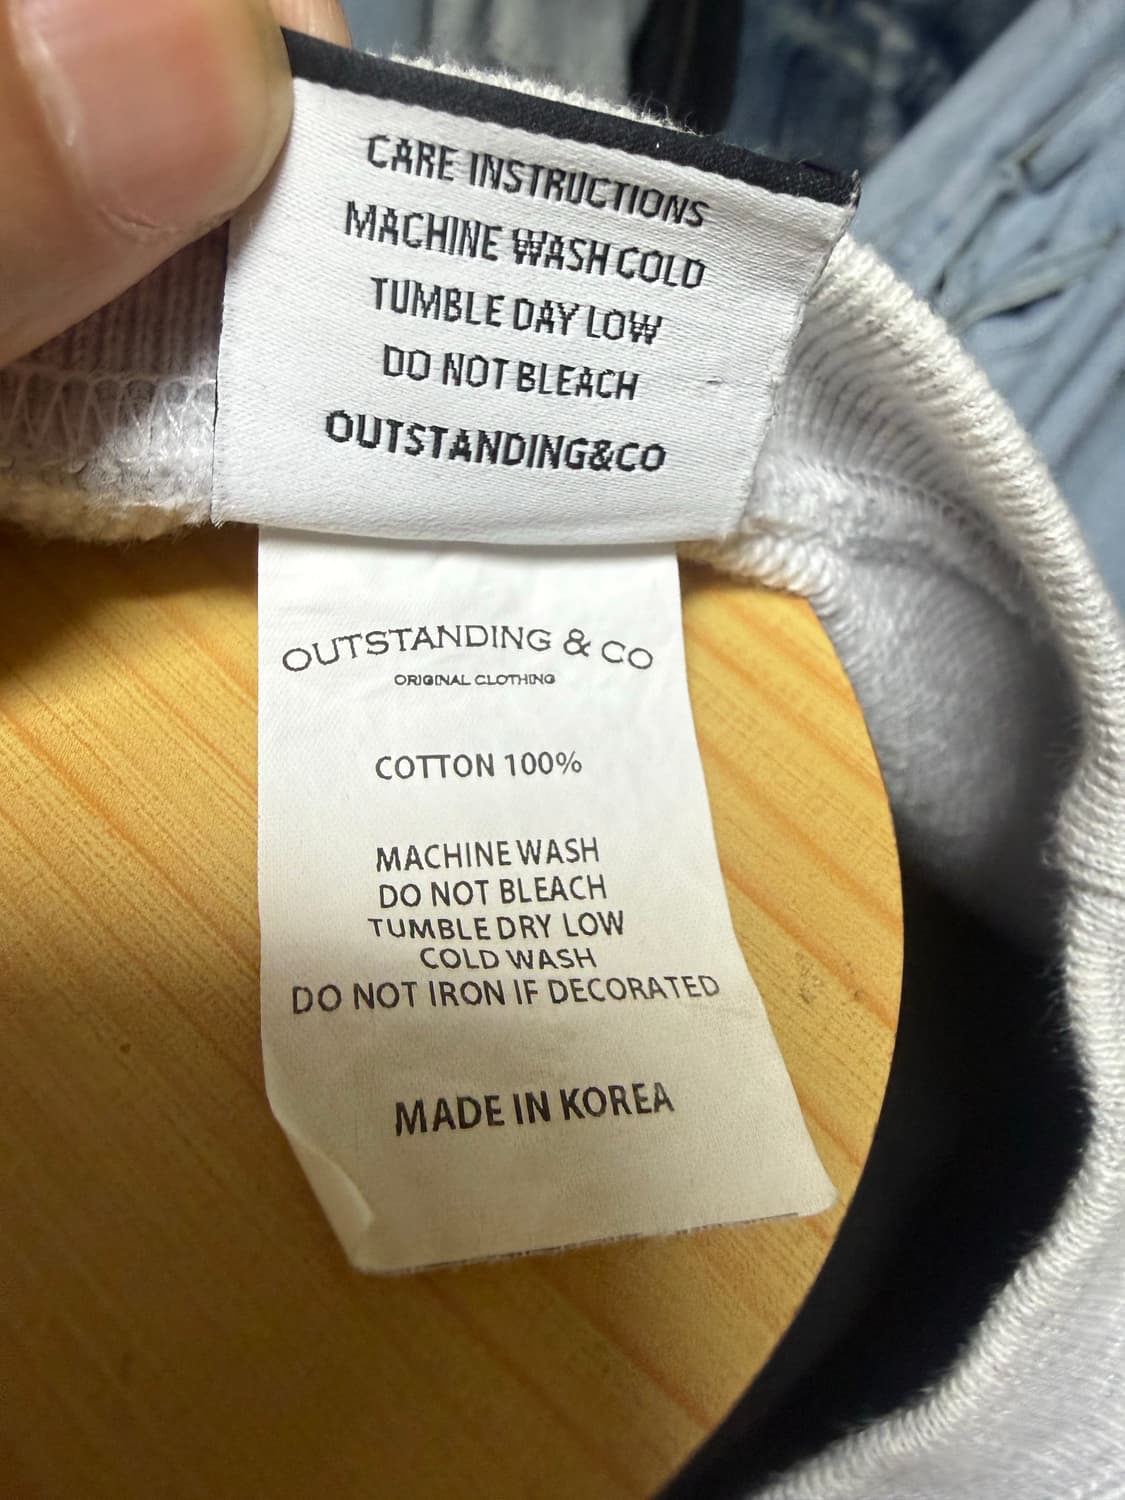 CARE INSTRUCTIONS
MACHINE WASH COLD
TUMBLE DAY LOW
DO NOT BLEACH
OUTSTANDING&CO
OUTSTANDING & CO
ORIGINAL CLOTHING
COTTON 100%
MACHINE WASH
DO NOT BLEACH
TUMBLE DRY LOW
COLD WASH
DO NOT IRON IF DECORATED
MADE IN KOREA